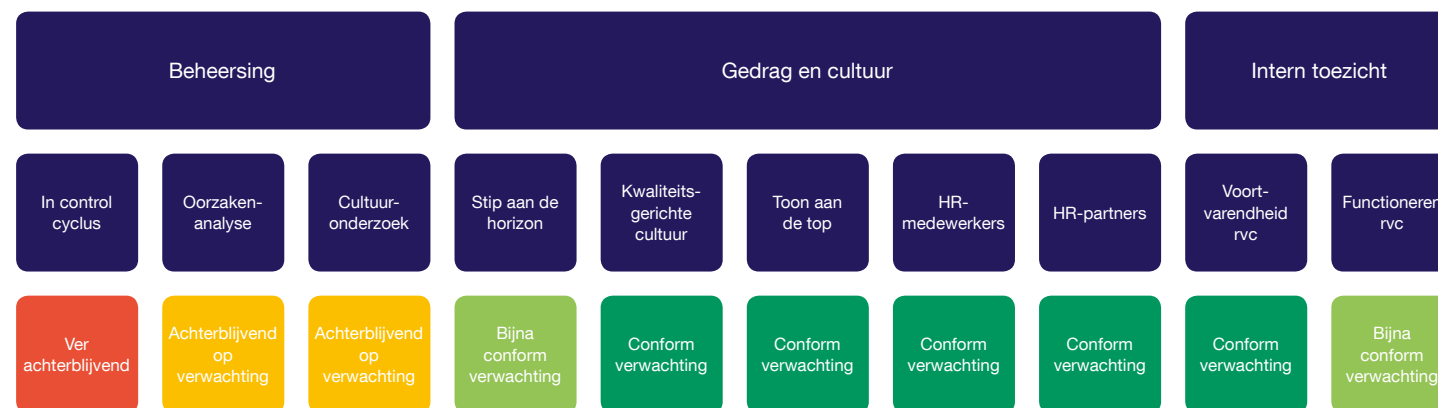 Beheersing
Gedrag en cultuur
Intern toezicht
In control
cyclus
Oorzaken-
analyse
Cultuur-
onderzoek
Stip aan de
horizon
Kwaliteits-
gerichte
cultuur
Toon aan
de top
HR-
medewerkers
HR-partners
Voort-
varendheid
rvc
Functioneren
rvc
Ver
achterblijvend
Achterblijvend
op
verwachting
Achterblijvend
op
verwachting
Bijna
conform
verwachting
Conform
verwachting
Conform
verwachting
Conform
verwachting
Conform
verwachting
Conform
verwachting
Bijna
conform
verwachting